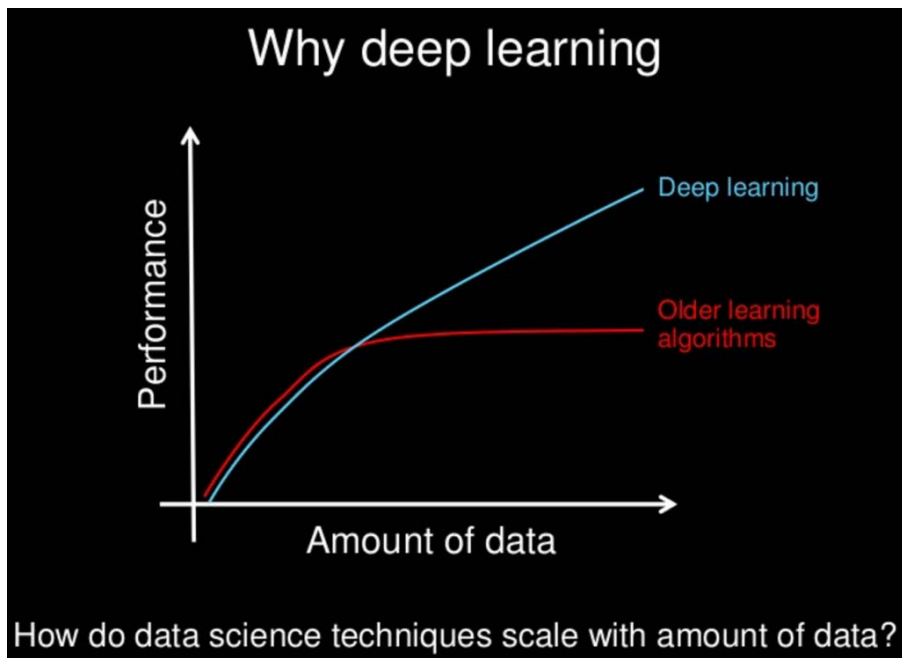 Why deep learning
Performance
Deep learning
Older learning
algorithms
Amount of data
How do data science techniques scale with amount of data?